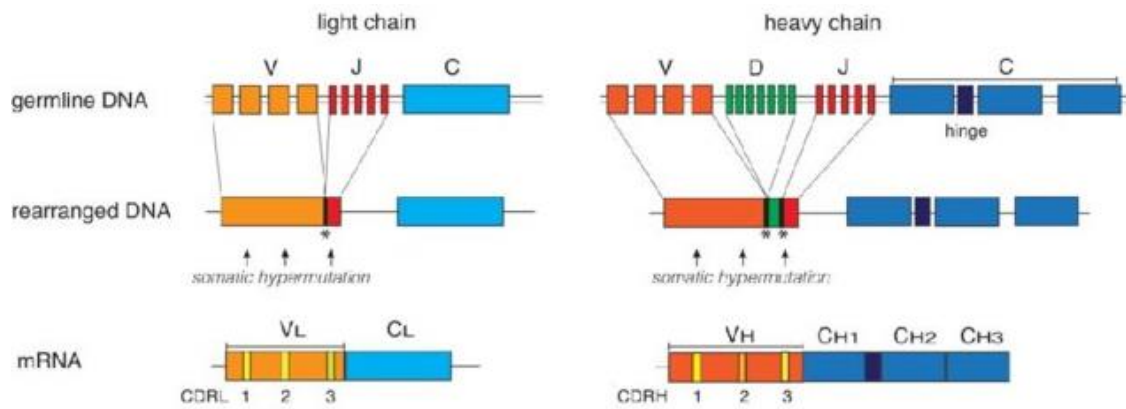 light chain heavy chain
V J C V D J C
germline DNA
hinge
rearranged DNA
* * *
somatic hypermutation somatic hypermutation
VL CL VH CH1 CH2 CH3
mRNA
CDRL 1 2 3 CDRH 1 2 3